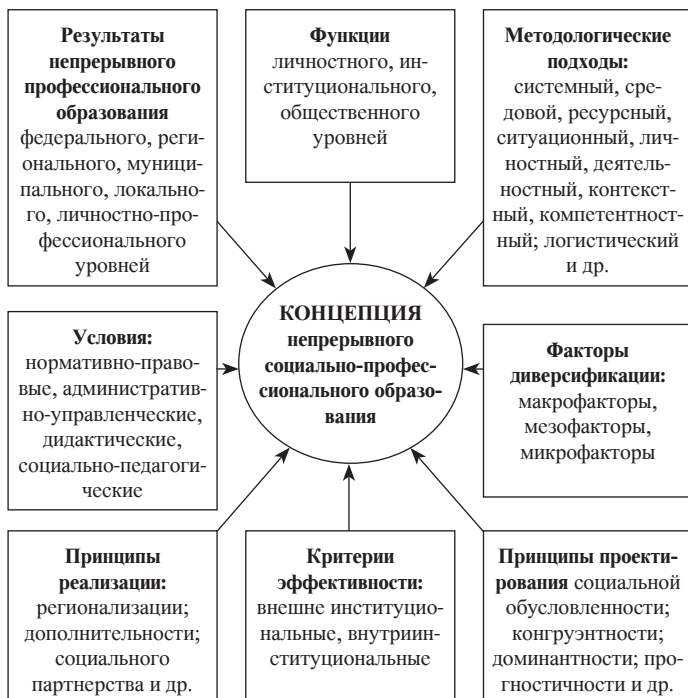 Результаты
непрерывного
профессионального
образования
федерального, реги-
онального, муници-
пального, локально-
го, личностно-про-
фессионального
уровней
Функции
личностного, ин-
ституционального,
общественного
уровней
Методологические
подходы:
системный, сре-
довой, ресурсный,
ситуационный, лич-
ностный, деятель-
ностный, контекст-
ный, компетентност-
ный; логистический
и др.
Условия:
нормативно-право-
вые, административ-
но-управленческие,
дидактические,
социально-педагоги-
ческие
КОНЦЕПЦИЯ
непрерывного
социально-профес-
сионального образо-
вания
Факторы
диверсификации:
макрофакторы,
мезофакторы,
микрофакторы
Принципы
реализации:
регионализации;
дополнительности;
социального
партнерства и др.
Критерии
эффективности:
внешне институцио-
нальные, внутриин-
ституциональные
Принципы проекти-
рования социальной
обусловленности;
конгруэнтности;
доминантности; про-
гностичности и др.